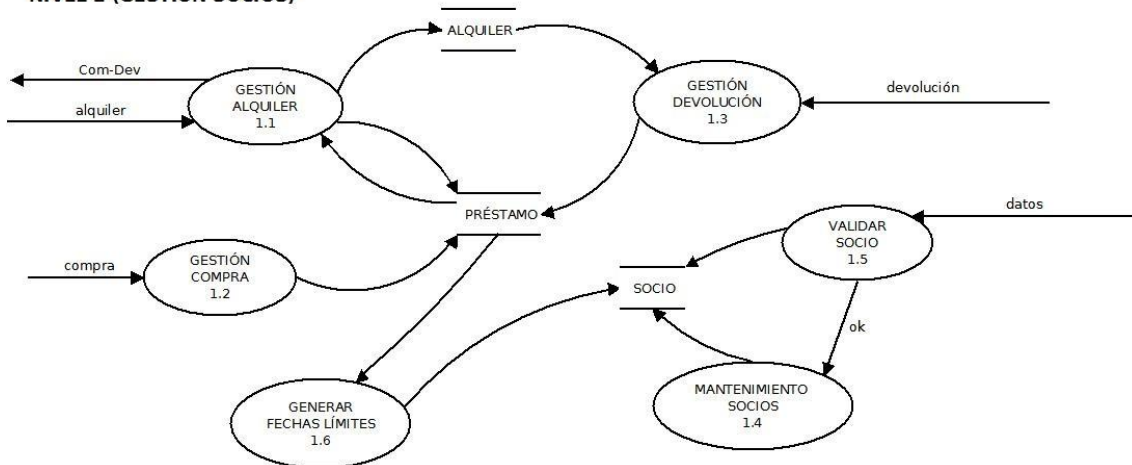 ALQUILER
Com-Dev
alquiler
GESTIÓN
ALQUILER
1.1
GESTIÓN
DEVOLUCIÓN
1.3
devolución
PRÉSTAMO
datos
VALIDAR
SOCIO
1.5
compra
GESTIÓN
COMPRA
1.2
SOCIO
ok
GENERAR
FECHAS LÍMITES
1.6
MANTENIMIENTO
SOCIOS
1.4